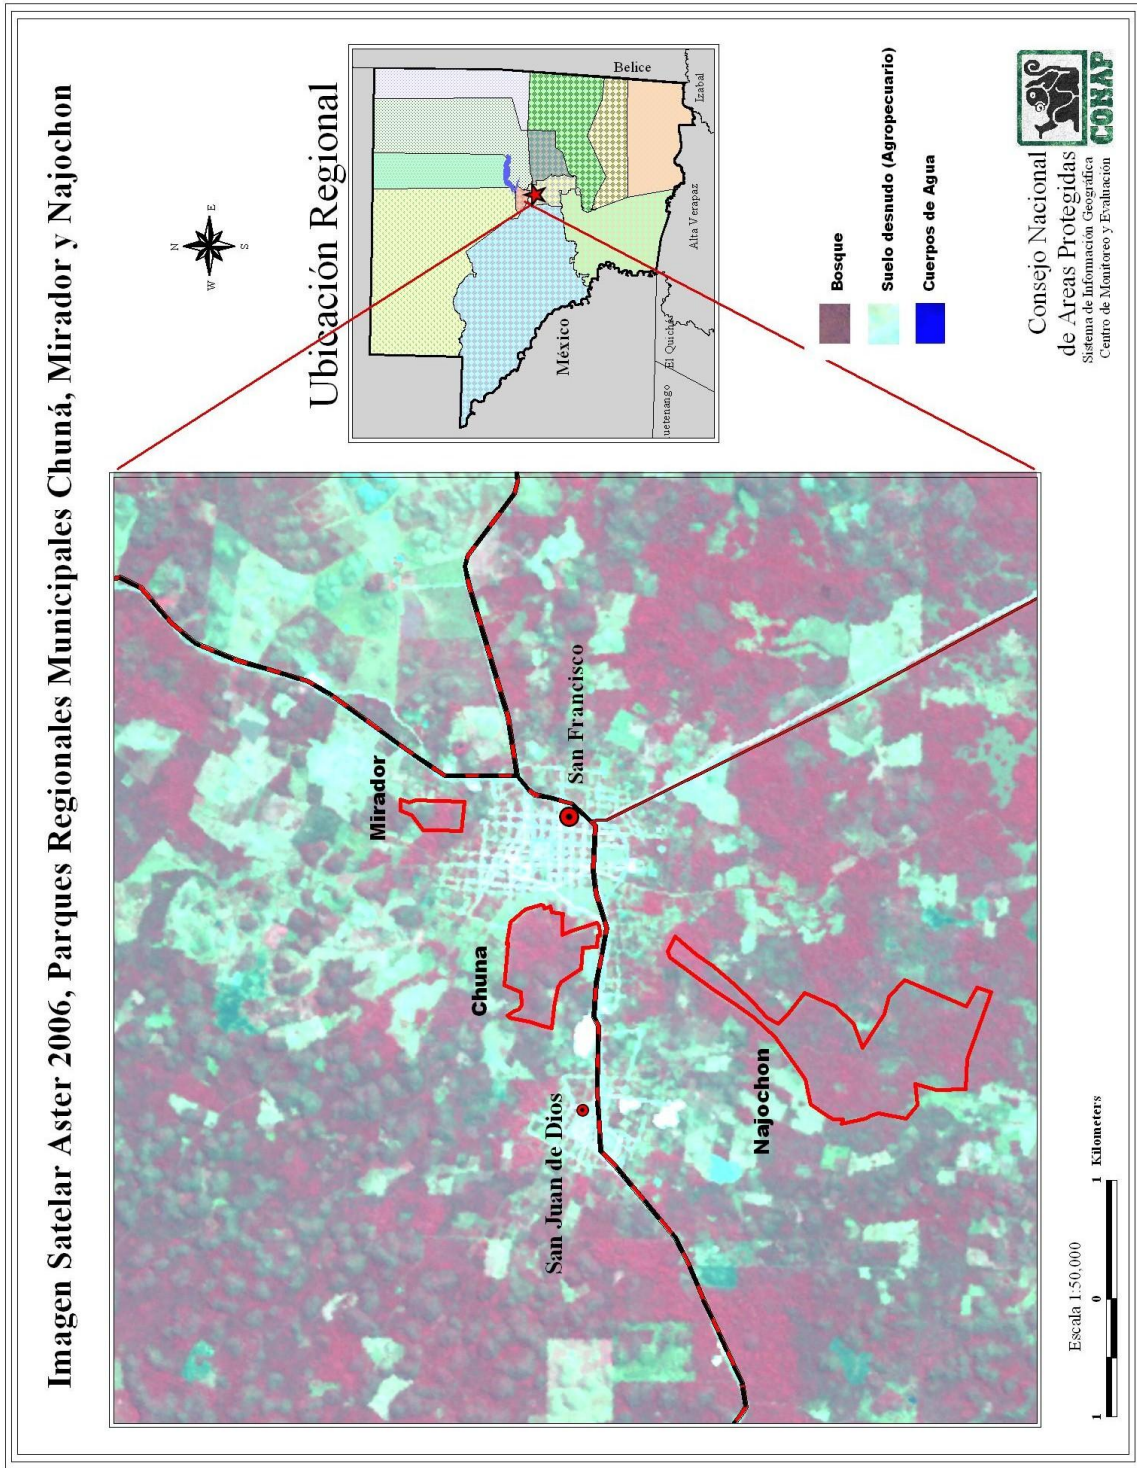 Imagen Satelar Aster 2006, Parques Regionales Municipales Chuná, Mirador y Najochon
N
W
E
S
Ubicación Regional
Belice
México
Izabal
Alta Verapaz
El Quiché
uetenango
Mirador
Chuna
San Francisco
San Juan de Dios
Najochon
Bosque
Suelo desnudo (Agropecuario)
Cuerpos de Agua
Escala 1:50,000
1 0 1 Kilometers
Consejo Nacional
de Areas Protegidas
Sistema de Información Geográfica
Centro de Monitoreo y Evaluación
CONAP